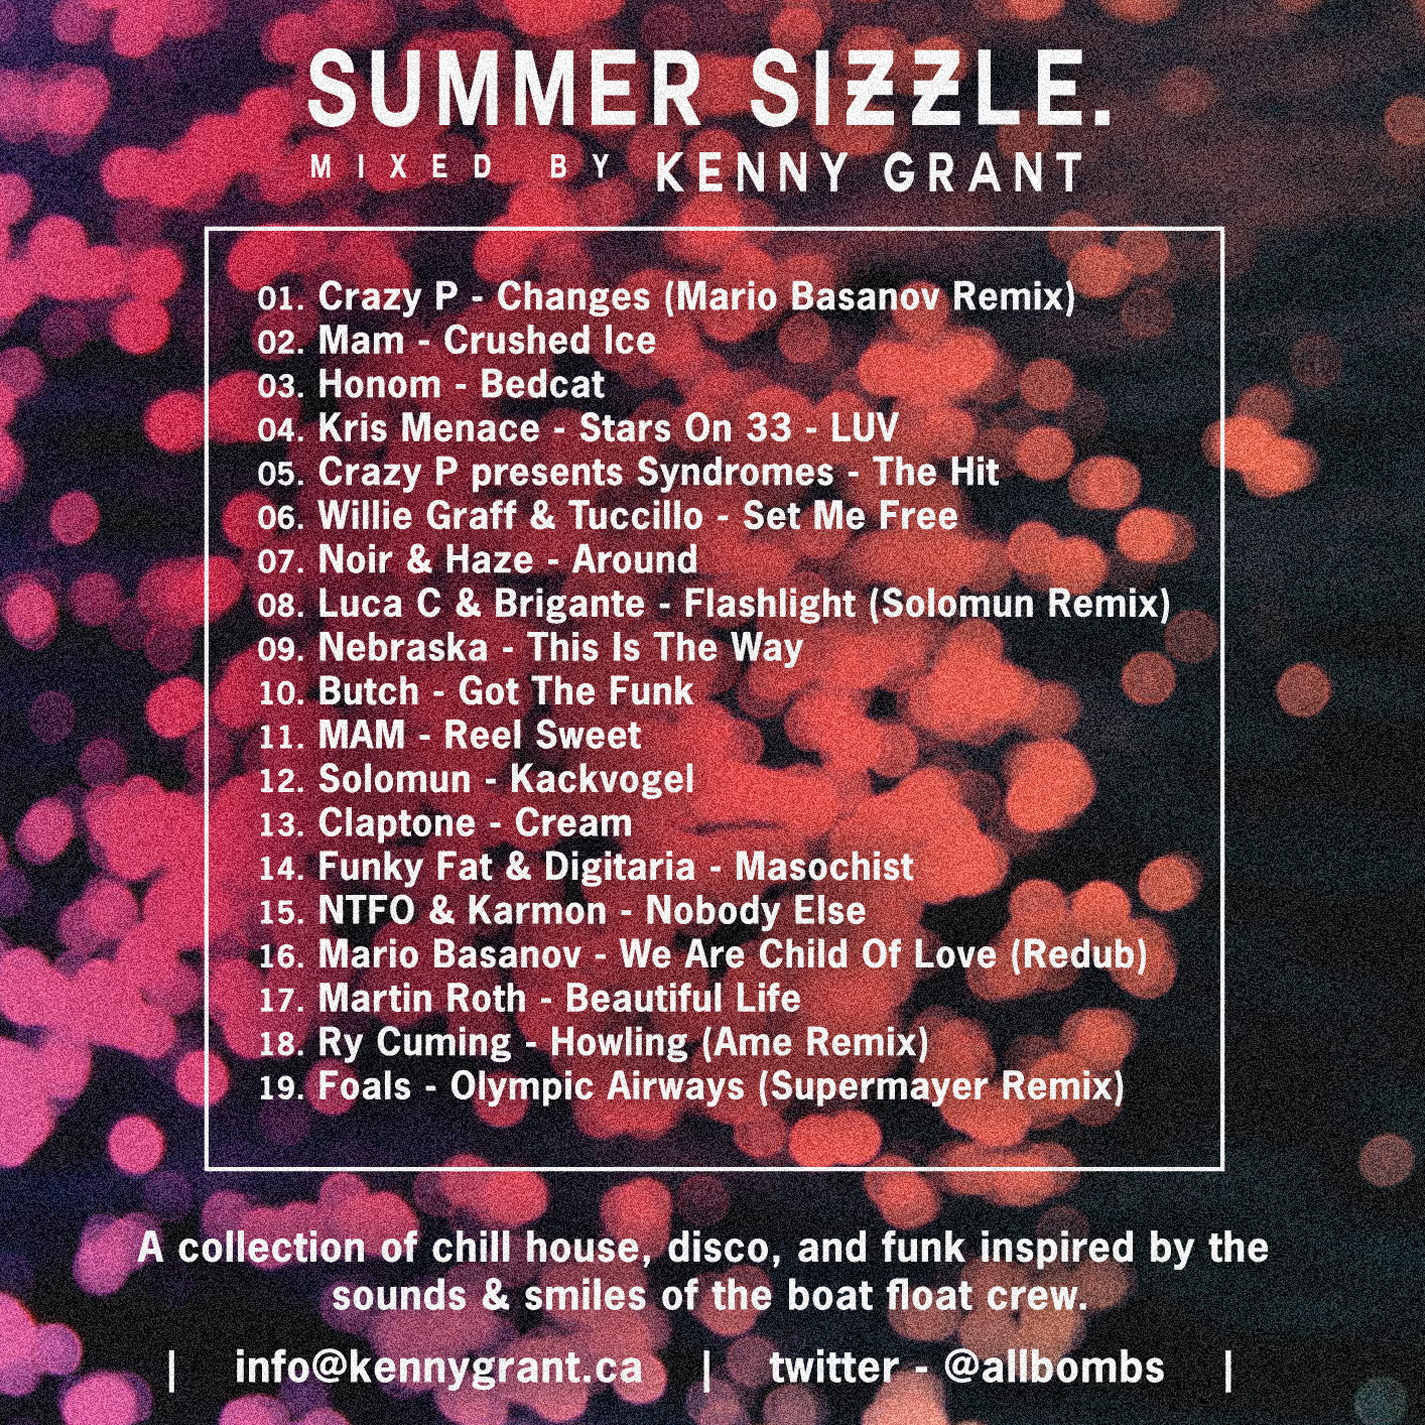 SUMMER SIZZLE.
MIXED BY KENNY GRANT
01. Crazy P - Changes (Mario Basanov Remix)
02. Mam - Crushed Ice
03. Honom - Bedcat
04. Kris Menace - Stars On 33 - LUV
05. Crazy P presents Syndromes - The Hit
06. Willie Graff & Tuccillo - Set Me Free
07. Noir & Haze - Around
08. Luca C & Brigante - Flashlight (Solomun Remix)
09. Nebraska - This Is The Way
10. Butch - Got The Funk
11. MAM - Reel Sweet
12. Solomun - Kackvogel
13. Claptone - Cream
14. Funky Fat & Digitaria - Masochist
15. NTFO & Karmon - Nobody Else
16. Mario Basanov - We Are Child Of Love (Redub)
17. Martin Roth - Beautiful Life
18. Ry Cuming - Howling (Ame Remix)
19. Foals - Olympic Airways (Supermayer Remix)
A collection of chill house, disco, and funk inspired by the
sounds & smiles of the boat float crew.
| info@kennygrant.ca | twitter - @allbombs |